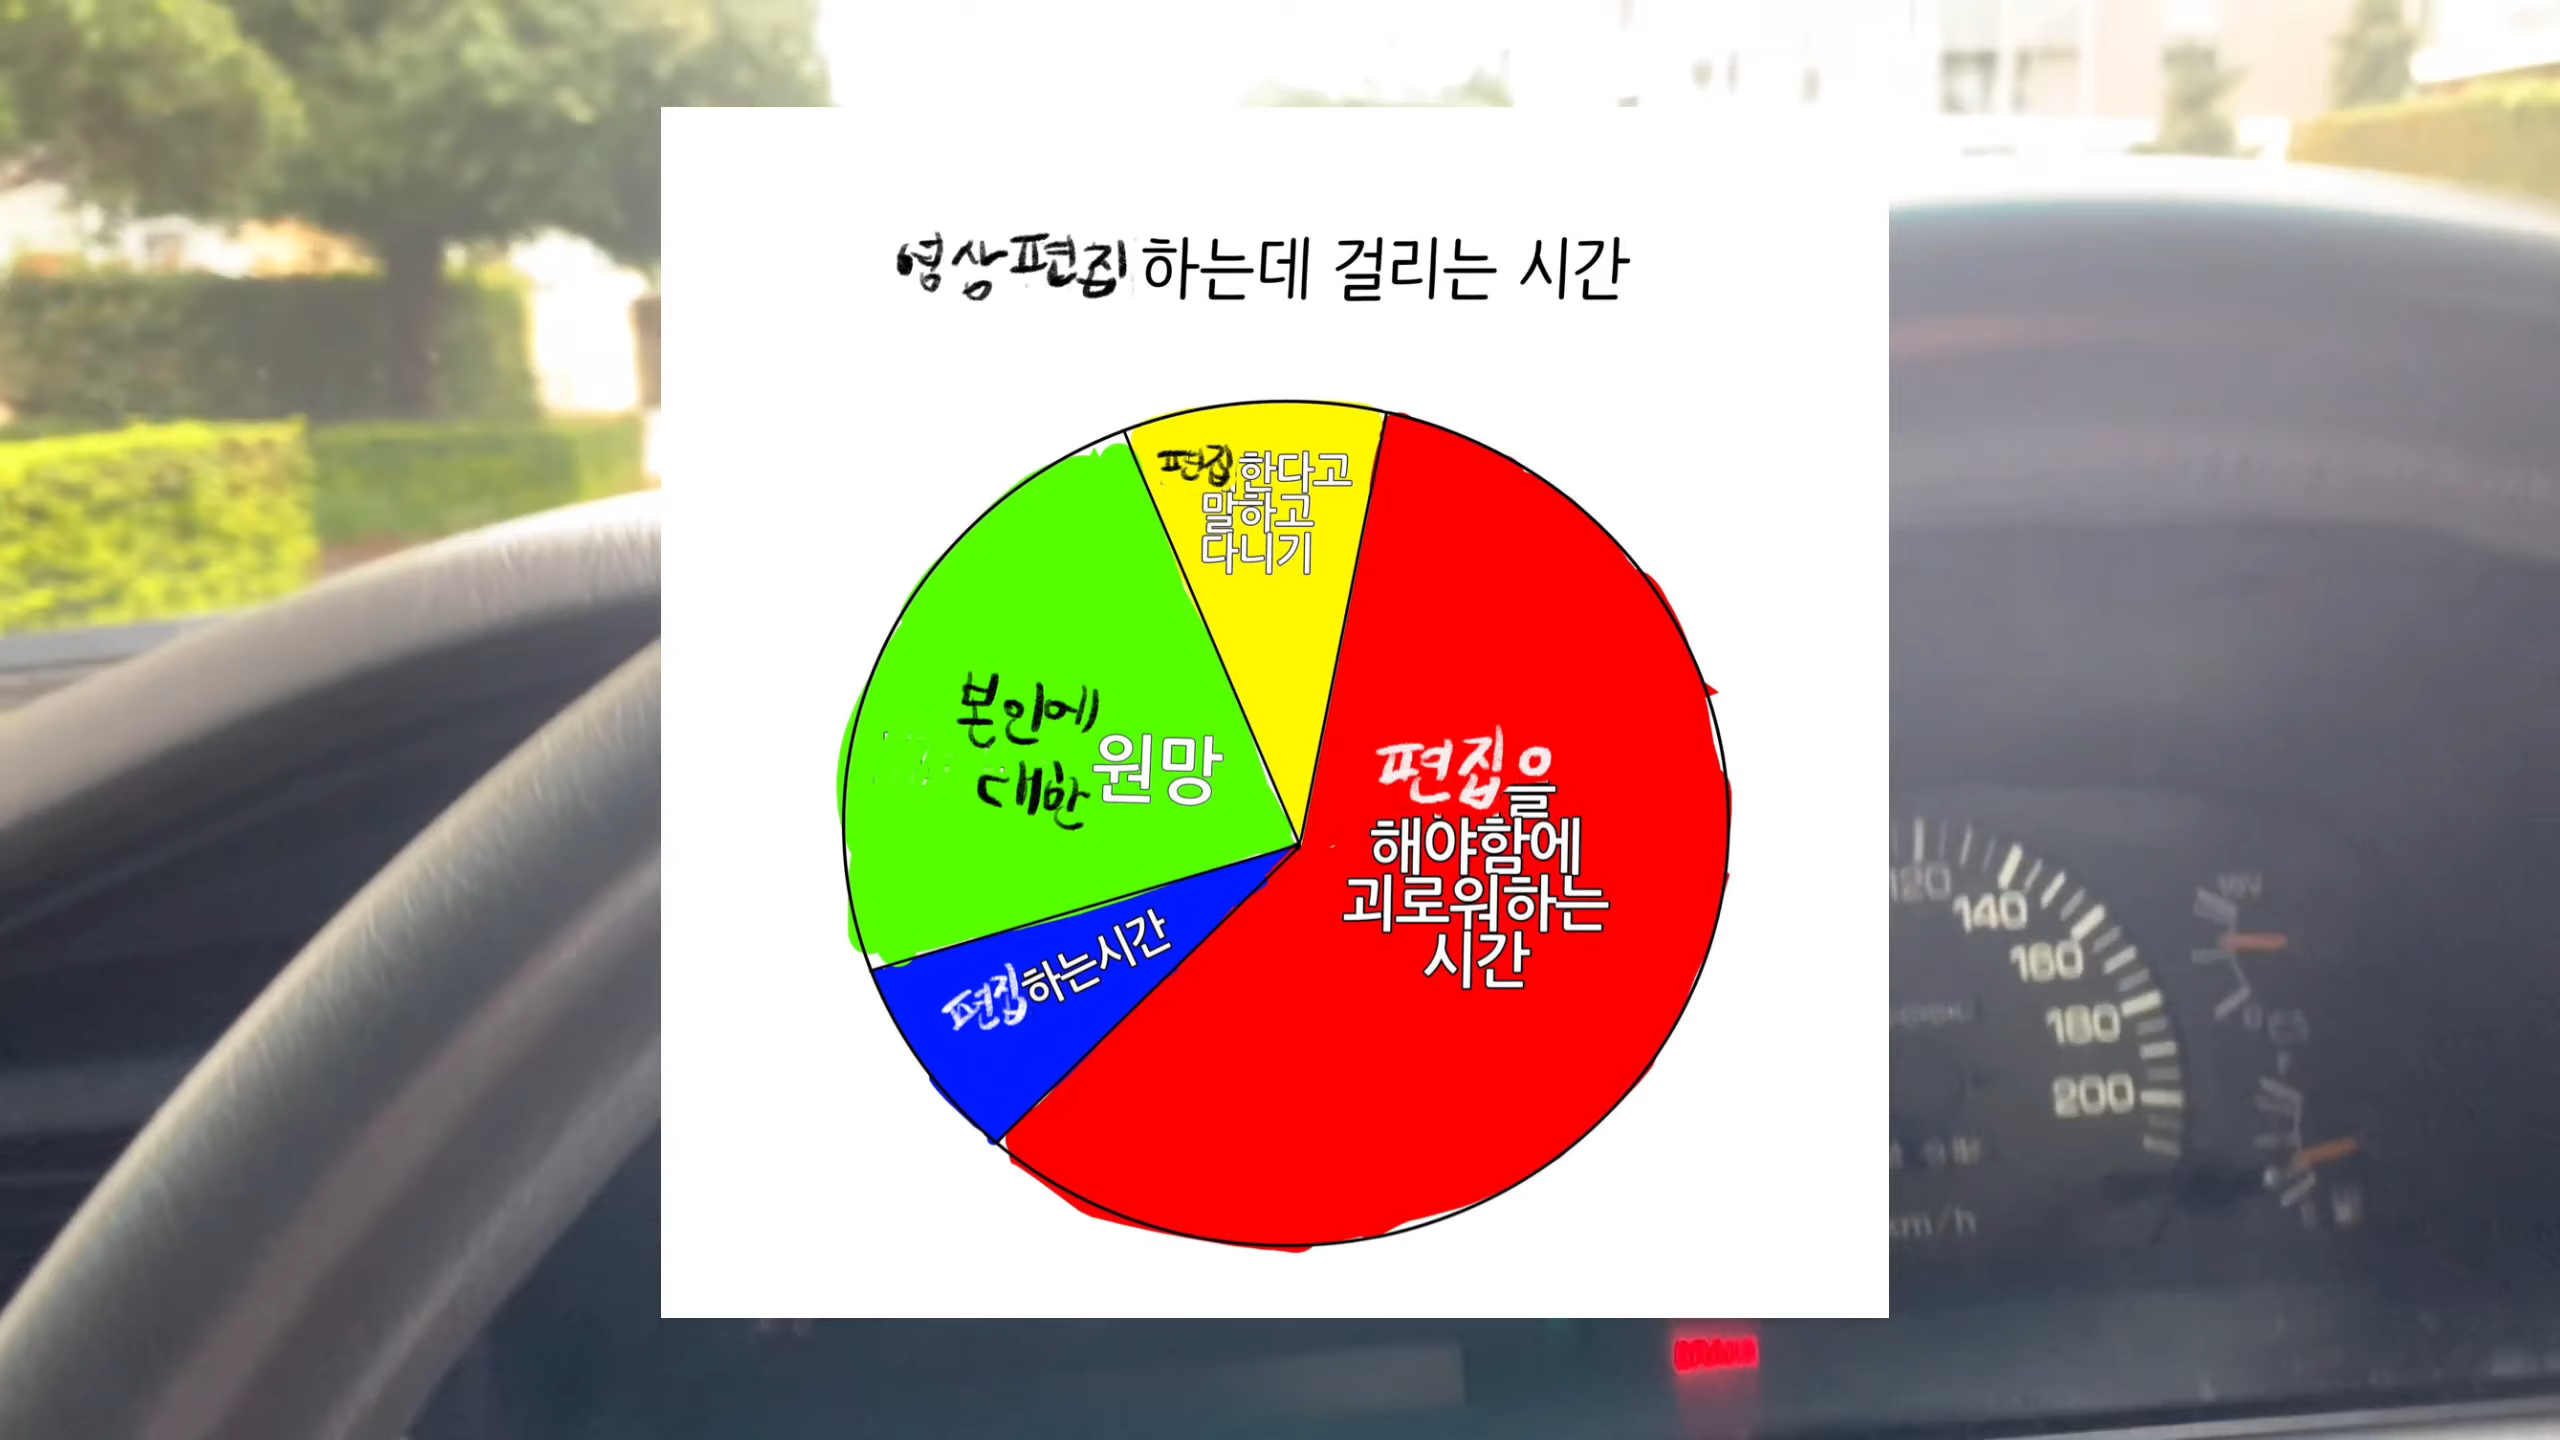 영상편집하는데 걸리는 시간
편집한다고
말하고
다니기
본인에
대한 원망
편집을
해야함에
괴로워하는
시간
편집하는시간
120
140
160
180
200
km/h